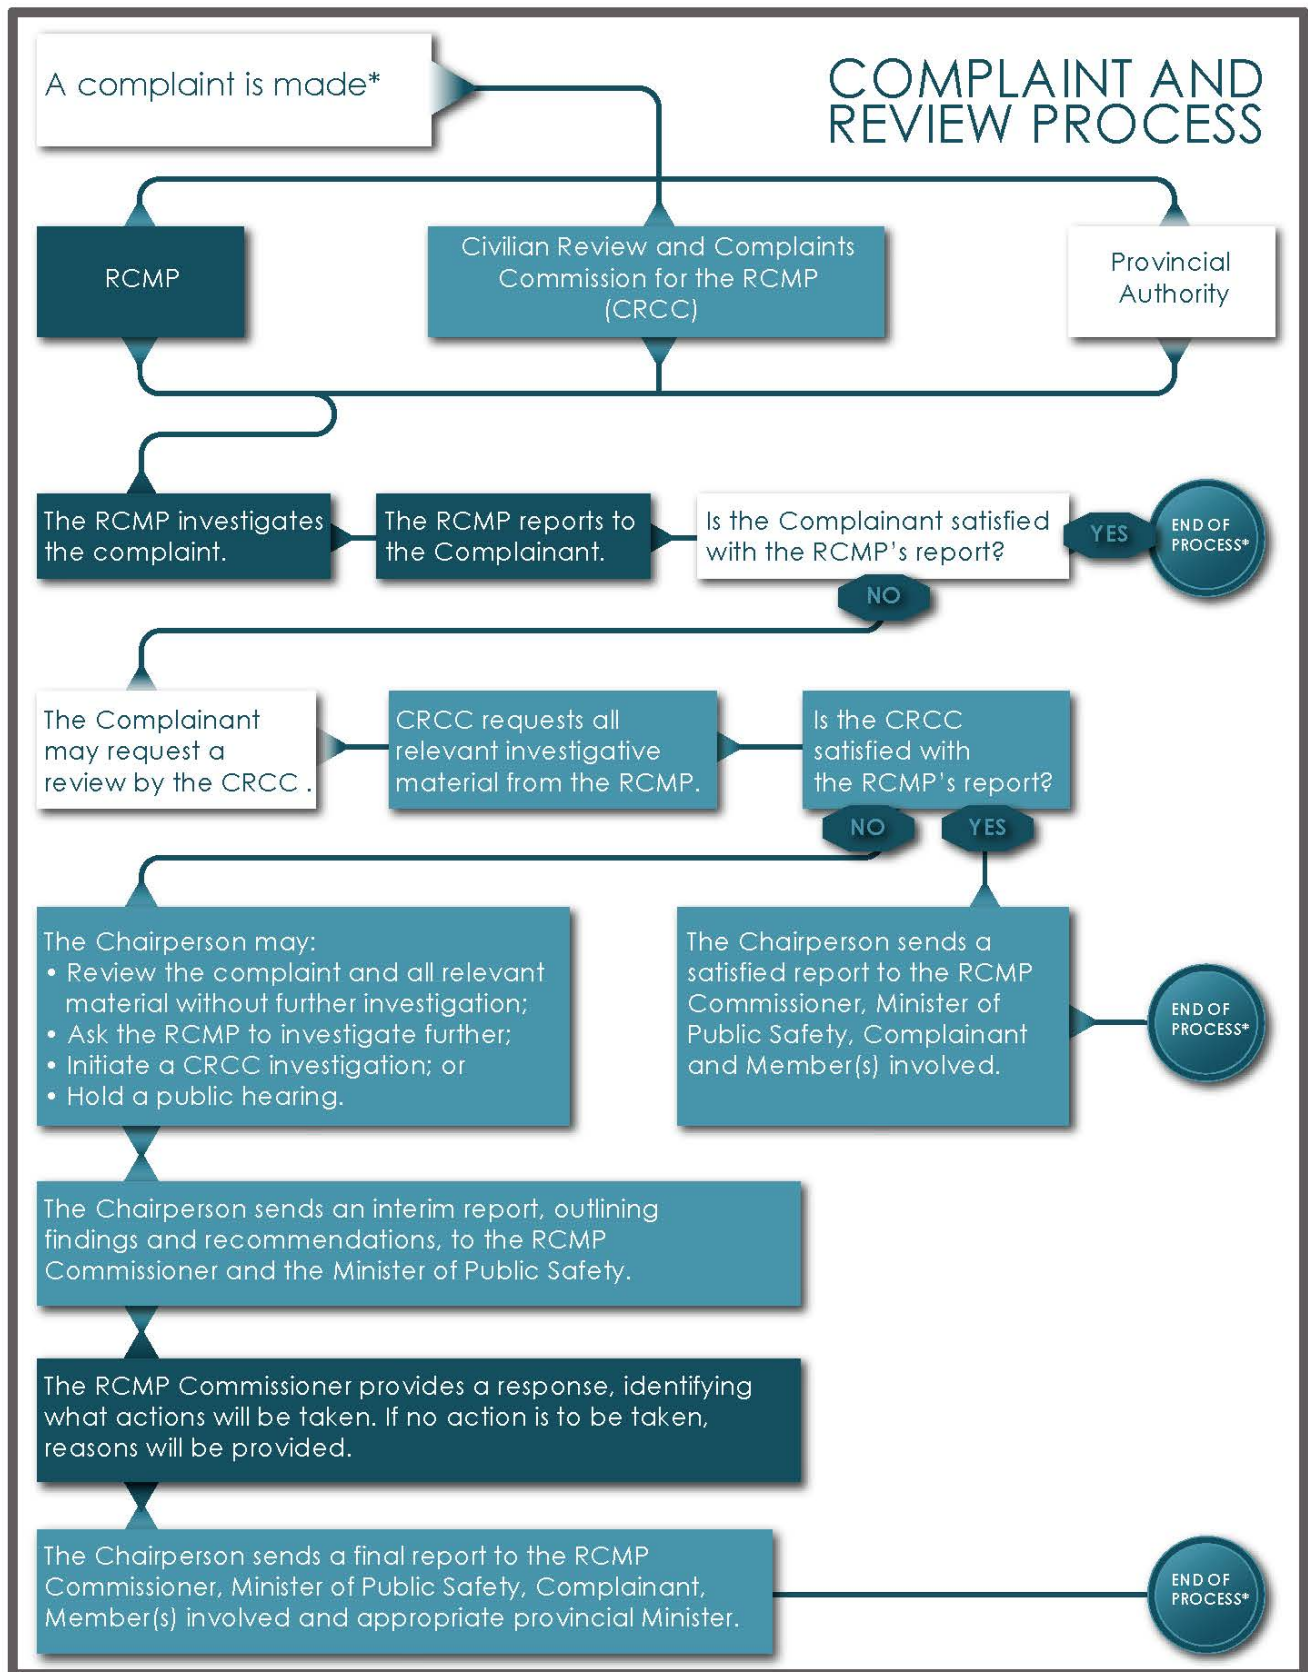 A complaint is made*
COMPLAINT AND
REVIEW PROCESS
RCMP
Civilian Review and Complaints
Commission for the RCMP
(CRCC)
Provincial
Authority
The RCMP investigates
the complaint.
The RCMP reports to
the Complainant.
Is the Complainant satisfied
with the RCMP's report?
YES
END OF
PROCESS*
NO
The Complainant
may request a
review by the CRCC .
CRCC requests all
relevant investigative
material from the RCMP.
Is the CRCC
satisfied with
the RCMP's report?
NO
YES
The Chairperson may:
• Review the complaint and all relevant
material without further investigation;
• Ask the RCMP to investigate further;
• Initiate a CRCC investigation; or
• Hold a public hearing.
The Chairperson sends a
satisfied report to the RCMP
Commissioner, Minister of
Public Safety, Complainant
and Member(s) involved.
END OF
PROCESS*
The Chairperson sends an interim report, outlining
findings and recommendations, to the RCMP
Commissioner and the Minister of Public Safety.
The RCMP Commissioner provides a response, identifying
what actions will be taken. If no action is to be taken,
reasons will be provided.
The Chairperson sends a final report to the RCMP
Commissioner, Minister of Public Safety, Complainant,
Member(s) involved and appropriate provincial Minister.
END OF
PROCESS*